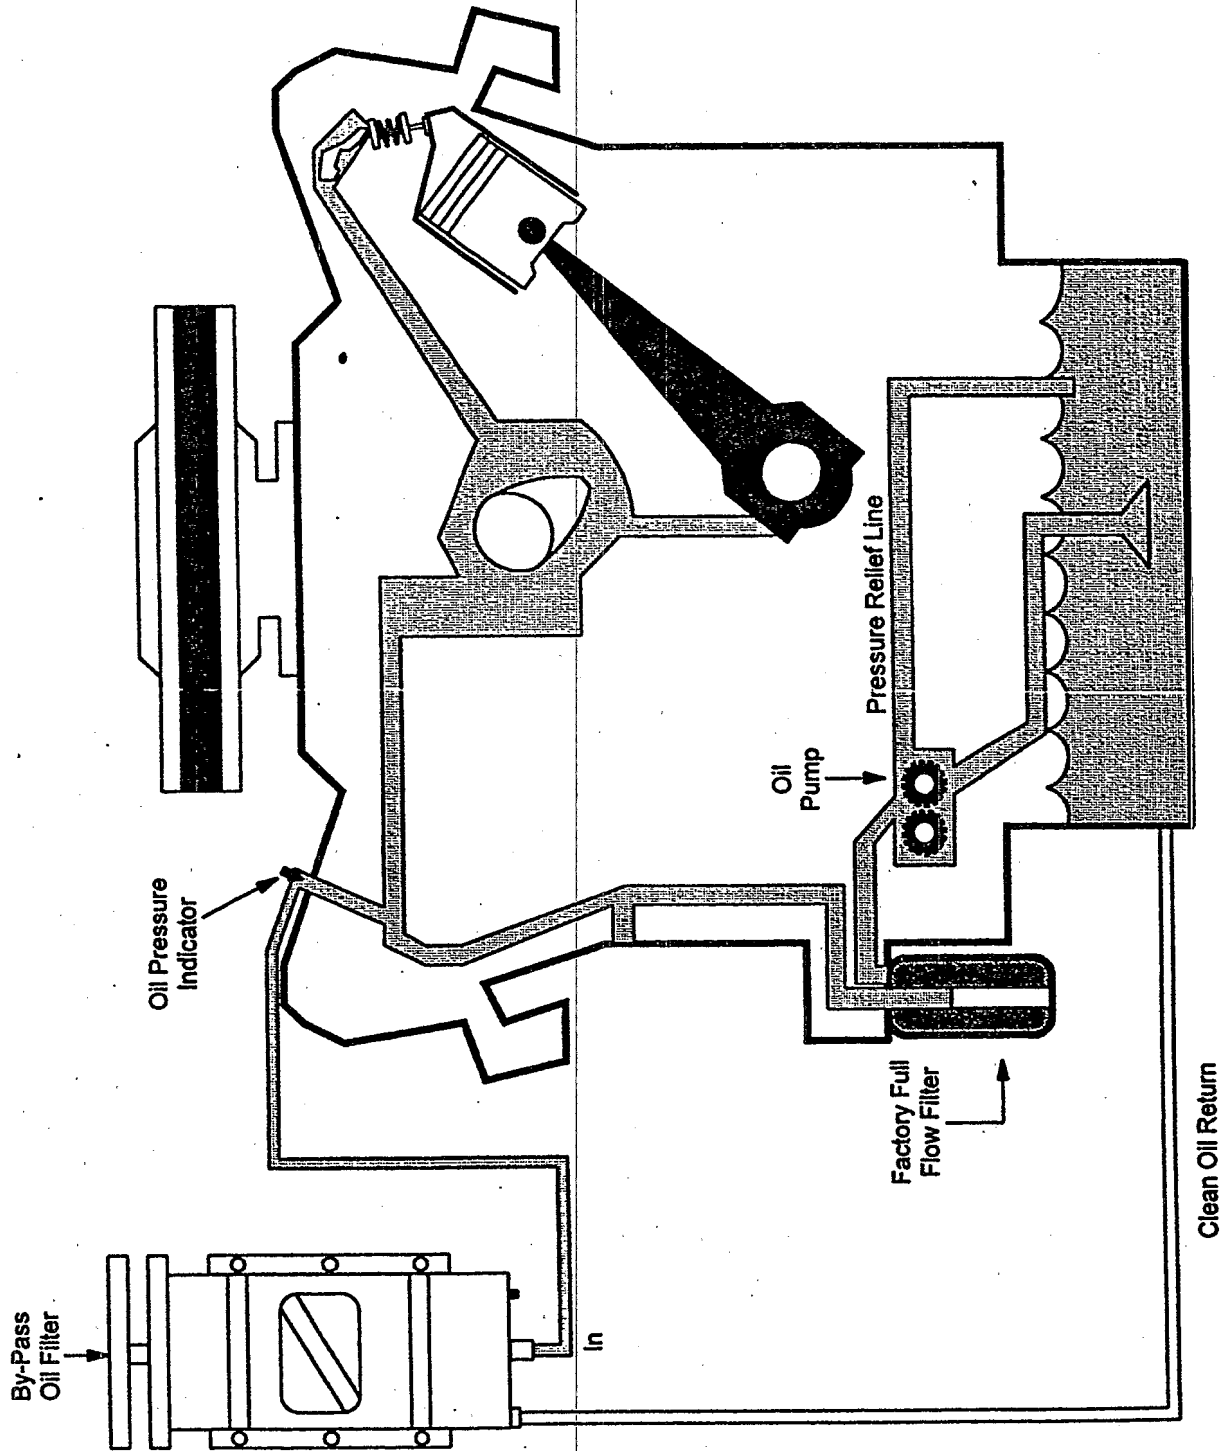 By-Pass
Oil Filter
In
Oil Pressure
Indicator
Oil
Pump
Pressure Relief Line
Factory Full
Flow Filter
Clean Oil Return